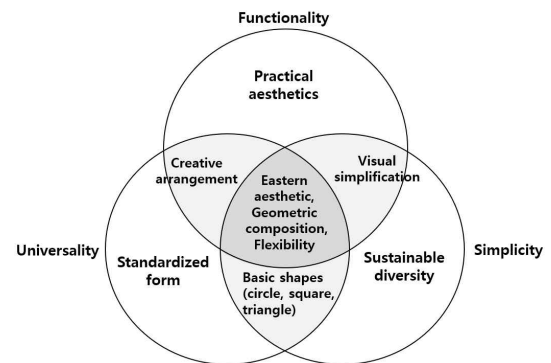 Functionality
Practical
aesthetics
Creative
arrangement
Visual
simplification
Eastern
aesthetic,
Geometric
composition,
Flexibility
Universality
Standardized
form
Sustainable
diversity
Simplicity
Basic shapes
(circle, square,
triangle)